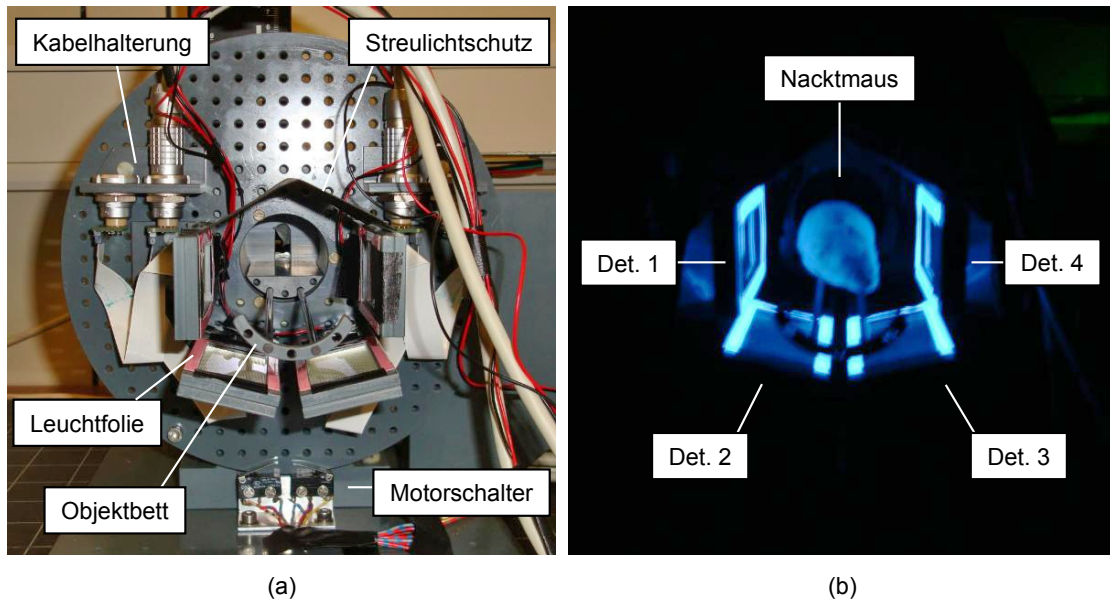 Kabelhalterung
Streulichtschutz
Leuchtfolie
Objektbett
Motorschalter
(a)
Nacktmaus
Det. 1
Det. 4
Det. 2
Det. 3
(b)